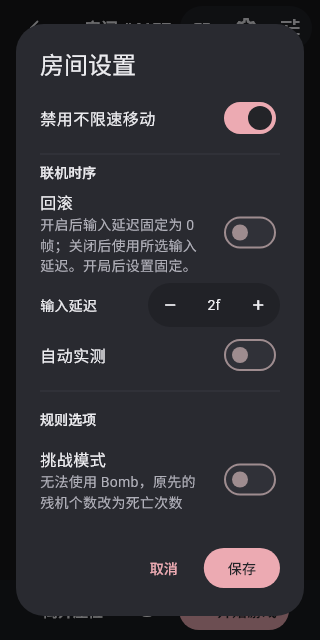 房间设置
禁用不限速移动
联机时序
回滚
开启后输入延迟固定为 0
帧；关闭后使用所选输入
延迟。开局后设置固定。
输入延迟
− 2f +
自动实测
规则选项
挑战模式
无法使用 Bomb，原先的
残机个数改为死亡次数
取消 保存